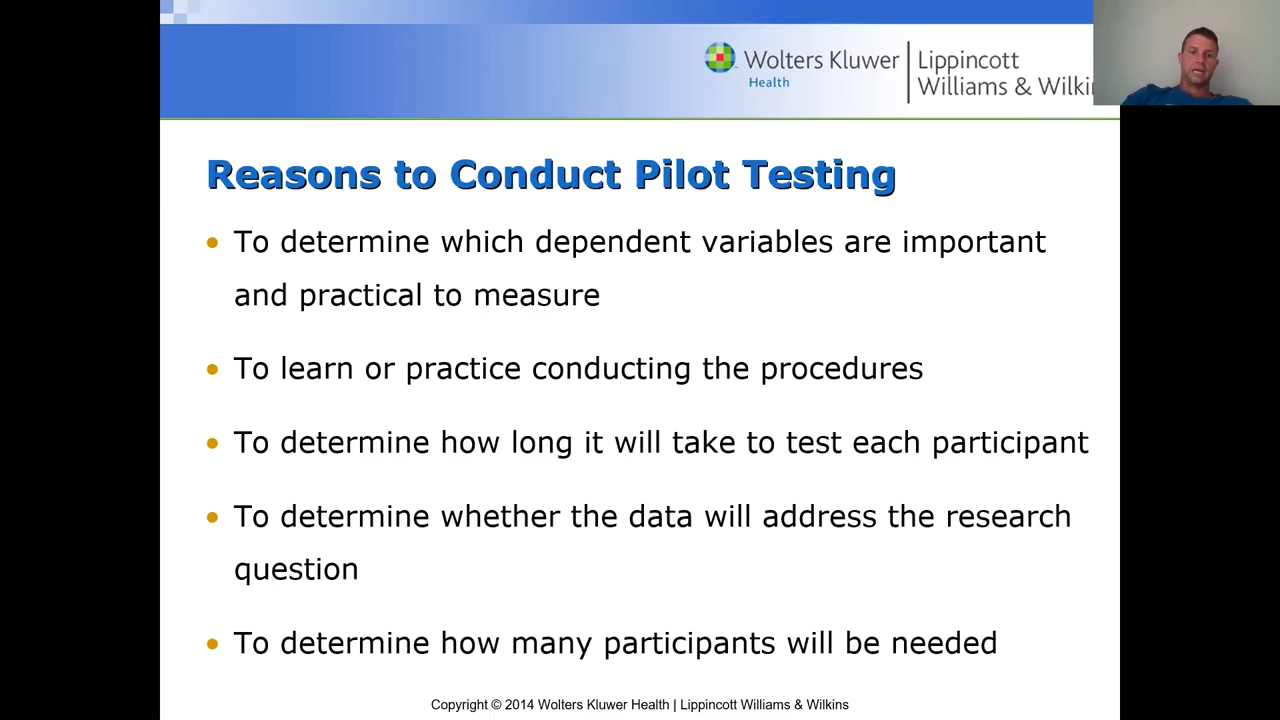 Wolters Kluwer
Health
Lippincott
Williams & Wilki
Reasons to Conduct Pilot Testing
• To determine which dependent variables are important
and practical to measure
• To learn or practice conducting the procedures
• To determine how long it will take to test each participant
• To determine whether the data will address the research
question
• To determine how many participants will be needed
Copyright © 2014 Wolters Kluwer Health | Lippincott Williams & Wilkins